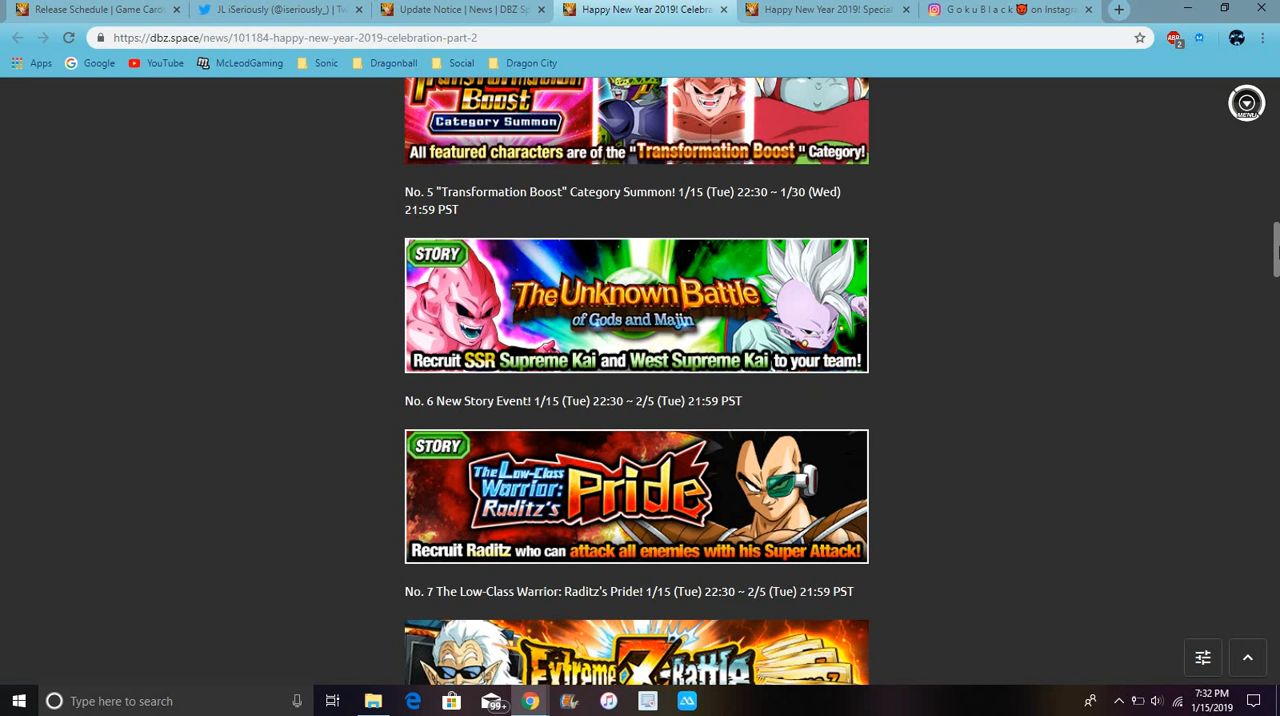 Release Schedule | Game Cards
JL iSeriously (@iseriously_) | Tw
Update Notice | News | DBZ Sp
Happy New Year 2019! Celebra
Happy New Year 2019! Special
G o k u B l a c k on Instagra
https://dbz.space/news/101184-happy-new-year-2019-celebration-part-2
ABP
2
Apps
Google
YouTube
McLeodGaming
Sonic
Dragonball
Social
Dragon City
MENU
Transformation
Boost
Category Summon!
All featured characters are of the "Transformation Boost" Category!
No. 5 "Transformation Boost" Category Summon! 1/15 (Tue) 22:30 ~ 1/30 (Wed)
21:59 PST
STORY
The Unknown Battle
of Gods and Majin
Recruit SSR Supreme Kai and West Supreme Kai to your team!
No. 6 New Story Event! 1/15 (Tue) 22:30 ~ 2/5 (Tue) 21:59 PST
STORY
The Low-Class
Warrior:
Raditz's
Pride
Recruit Raditz who can attack all enemies with his Super Attack!
No. 7 The Low-Class Warrior: Raditz's Pride! 1/15 (Tue) 22:30 ~ 2/5 (Tue) 21:59 PST
Extreme Z-Battle
Type here to search
99+
7:32 PM
1/15/2019